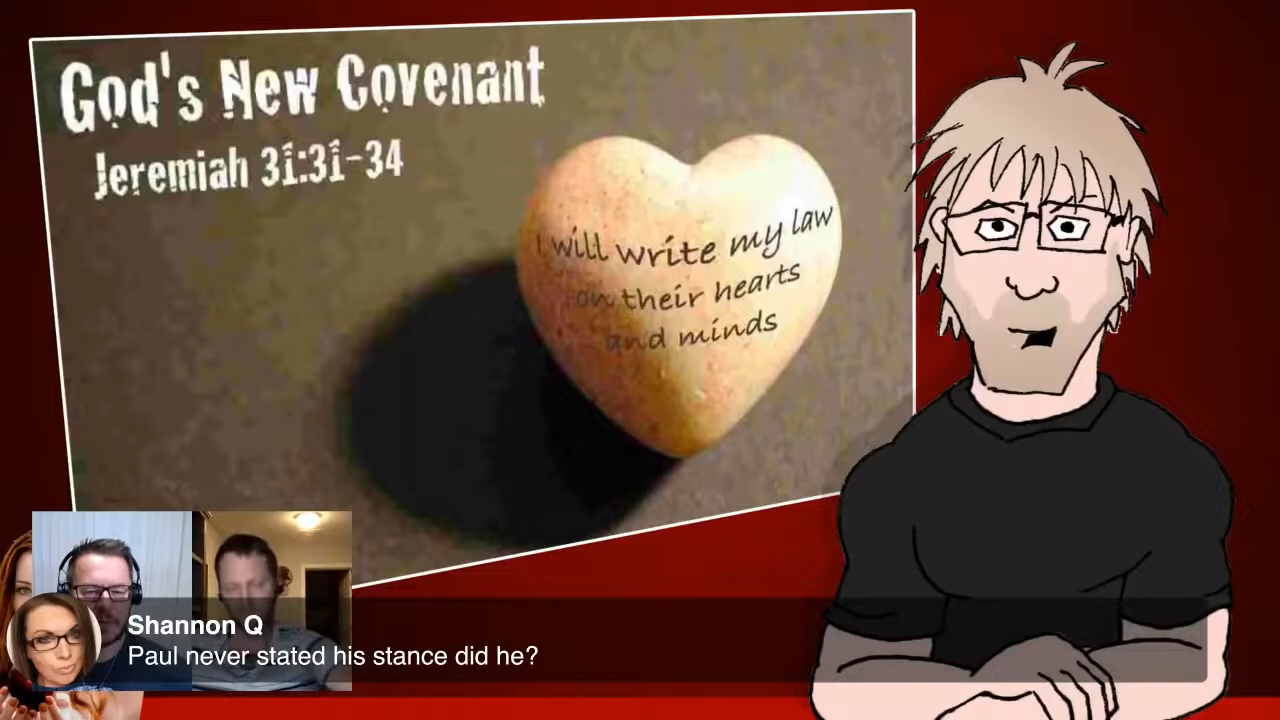 God's New Covenant
Jeremiah 31:31-34
I will write my law
on their hearts
and minds
Shannon Q
Paul never stated his stance did he?